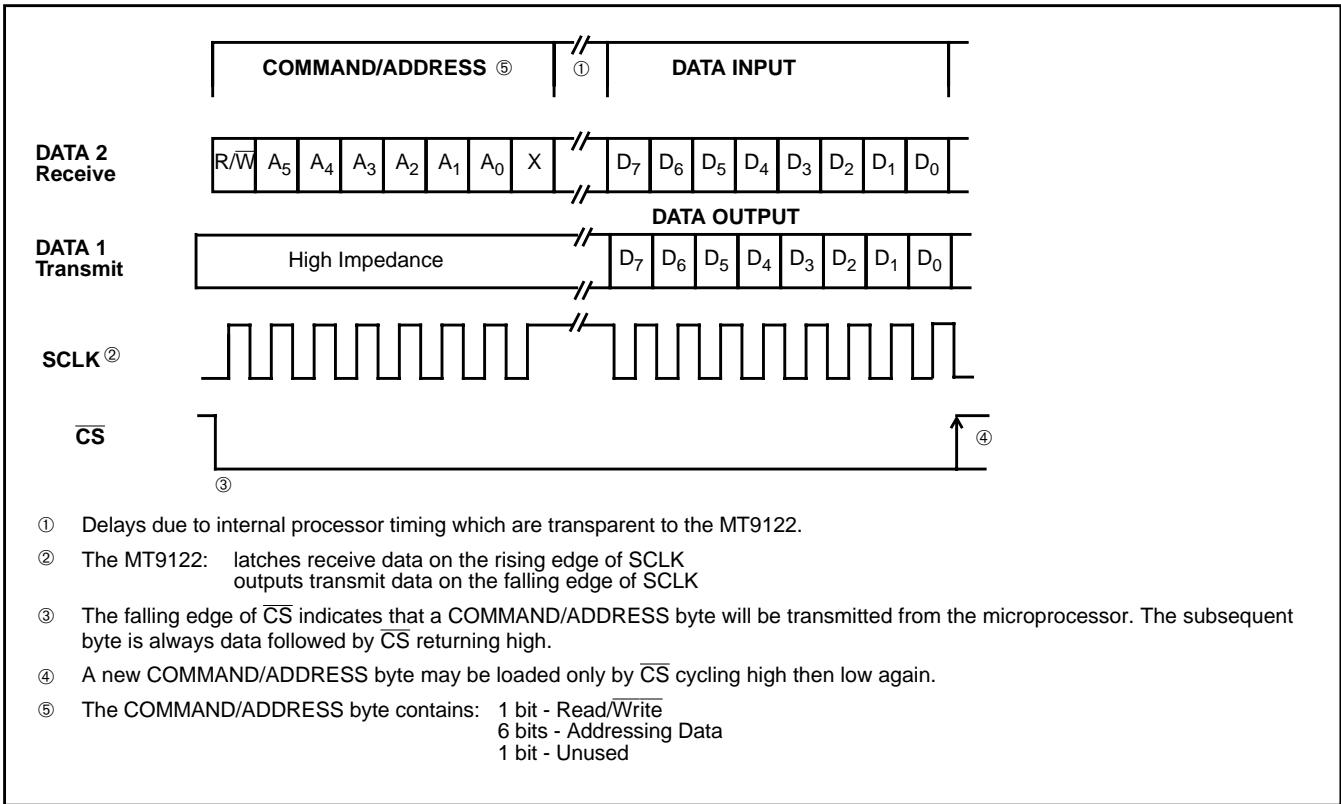 COMMAND/ADDRESS ⑤ ① DATA INPUT
DATA 2
Receive
R/W̅ A₅ A₄ A₃ A₂ A₁ A₀ X D₇ D₆ D₅ D₄ D₃ D₂ D₁ D₀
DATA OUTPUT
DATA 1
Transmit
High Impedance D₇ D₆ D₅ D₄ D₃ D₂ D₁ D₀
SCLK ②
C̅S̅
③
④
① Delays due to internal processor timing which are transparent to the MT9122.
② The MT9122: latches receive data on the rising edge of SCLK
outputs transmit data on the falling edge of SCLK
③ The falling edge of C̅S̅ indicates that a COMMAND/ADDRESS byte will be transmitted from the microprocessor. The subsequent
byte is always data followed by C̅S̅ returning high.
④ A new COMMAND/ADDRESS byte may be loaded only by C̅S̅ cycling high then low again.
⑤ The COMMAND/ADDRESS byte contains: 1 bit - Read/W̅r̅i̅t̅e̅
6 bits - Addressing Data
1 bit - Unused